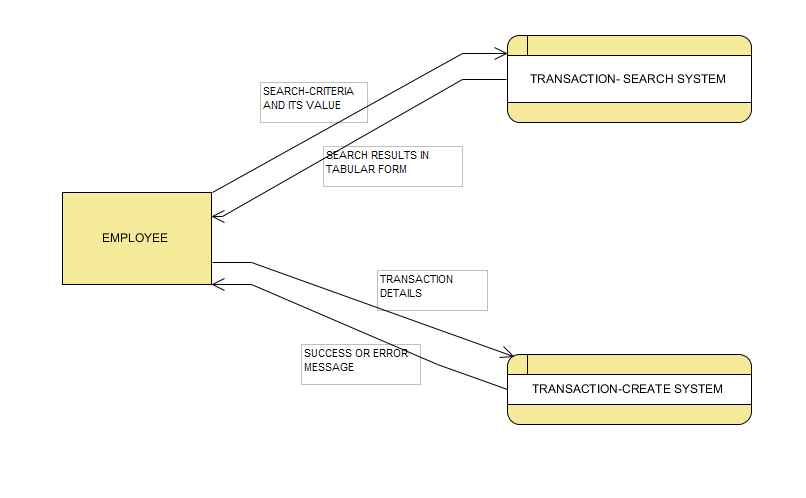 TRANSACTION- SEARCH SYSTEM
SEARCH-CRITERIA
AND ITS VALUE
SEARCH RESULTS IN
TABULAR FORM
EMPLOYEE
TRANSACTION
DETAILS
SUCCESS OR ERROR
MESSAGE
TRANSACTION-CREATE SYSTEM